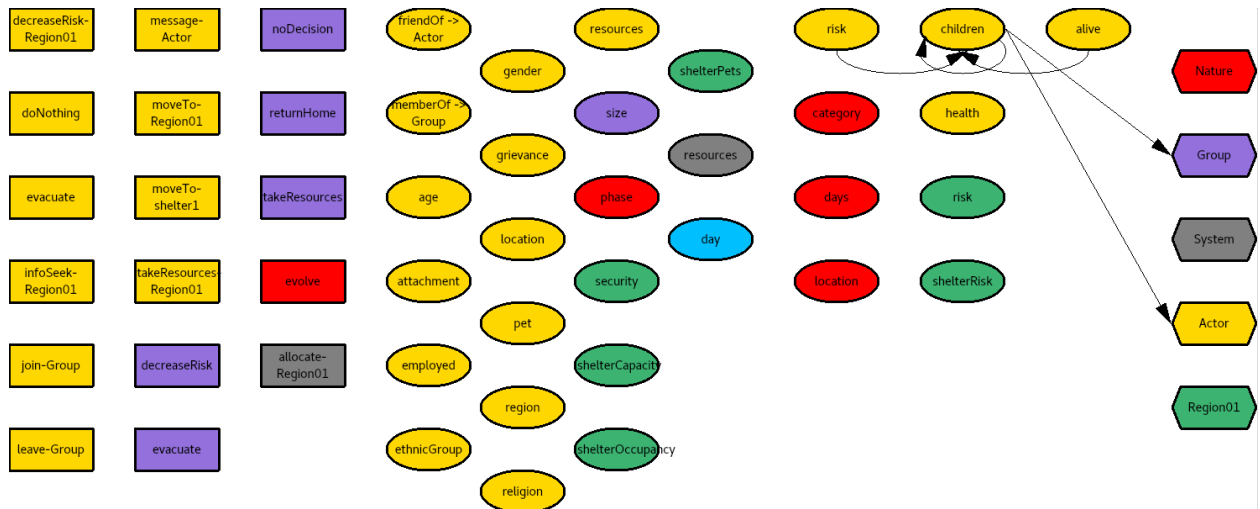 decreaseRisk-
Region01
message-
Actor
noDecision
friendOf ->
Actor
resources
risk
children
alive
gender
shelterPets
Nature
doNothing
moveTo-
Region01
returnHome
memberOf ->
Group
size
category
health
grievance
resources
Group
evacuate
moveTo-
shelter1
takeResources
age
phase
days
risk
location
day
System
infoSeek-
Region01
takeResources-
Region01
evolve
attachment
security
location
shelterRisk
pet
Actor
join-Group
decreaseRisk
allocate-
Region01
employed
shelterCapacity
region
Region01
leave-Group
evacuate
ethnicGroup
shelterOccupancy
religion